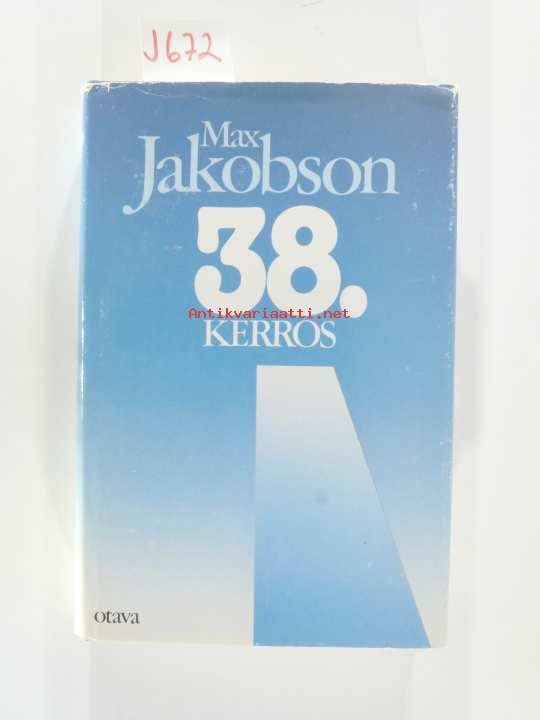 J672
Max
Jakobson
38.
Antikvariaatti.net
KERROS
otava